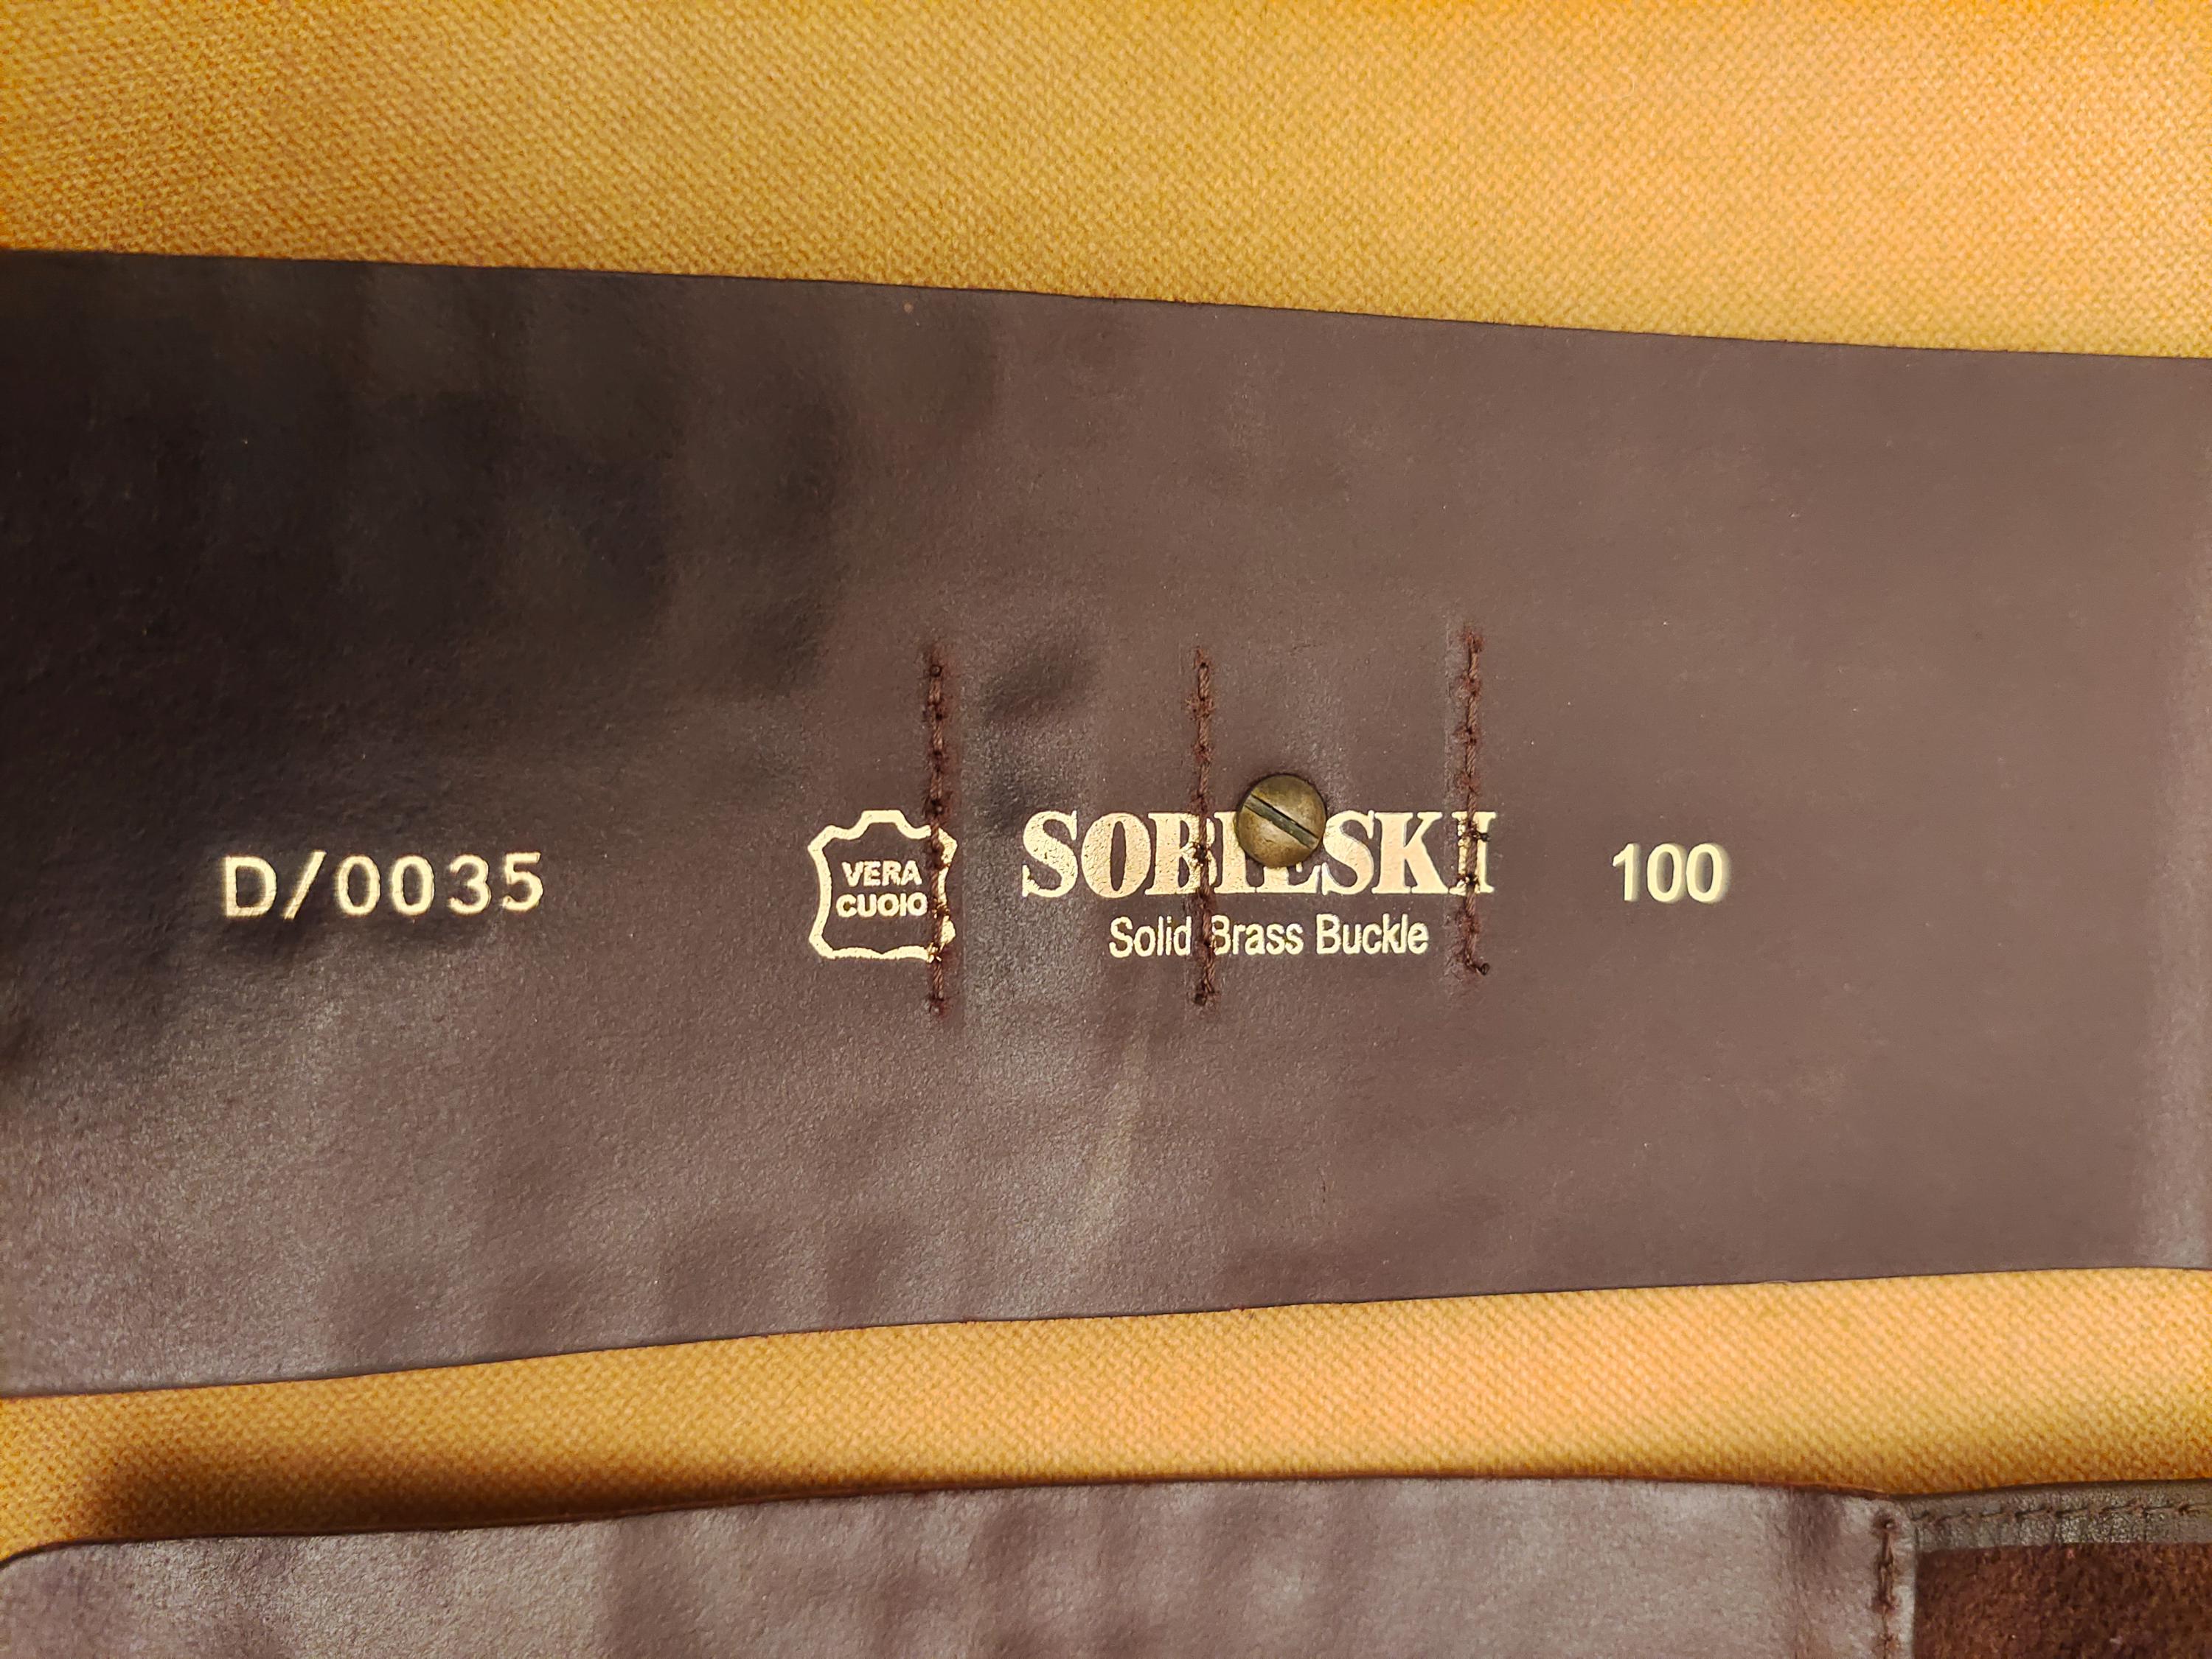 D/0035
VERA
CUOIO
SOBIESKI
Solid Brass Buckle
100